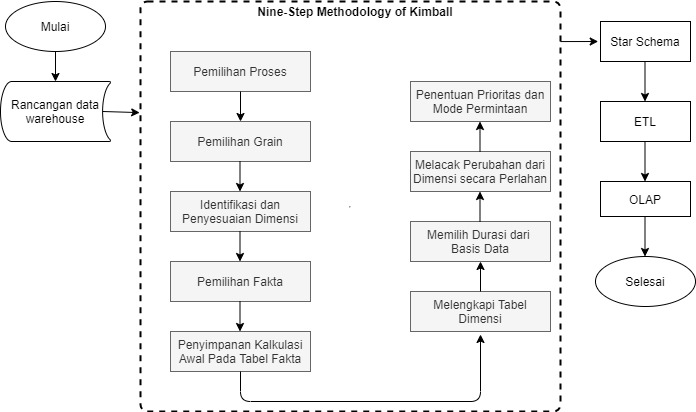 Nine-Step Methodology of Kimball
Mulai
Rancangan data
warehouse
Pemilihan Proses
Pemilihan Grain
Identifikasi dan
Penyesuaian Dimensi
Pemilihan Fakta
Penyimpanan Kalkulasi
Awal Pada Tabel Fakta
Melengkapi Tabel
Dimensi
Memilih Durasi dari
Basis Data
Melacak Perubahan dari
Dimensi secara Perlahan
Penentuan Prioritas dan
Mode Permintaan
Star Schema
ETL
OLAP
Selesai